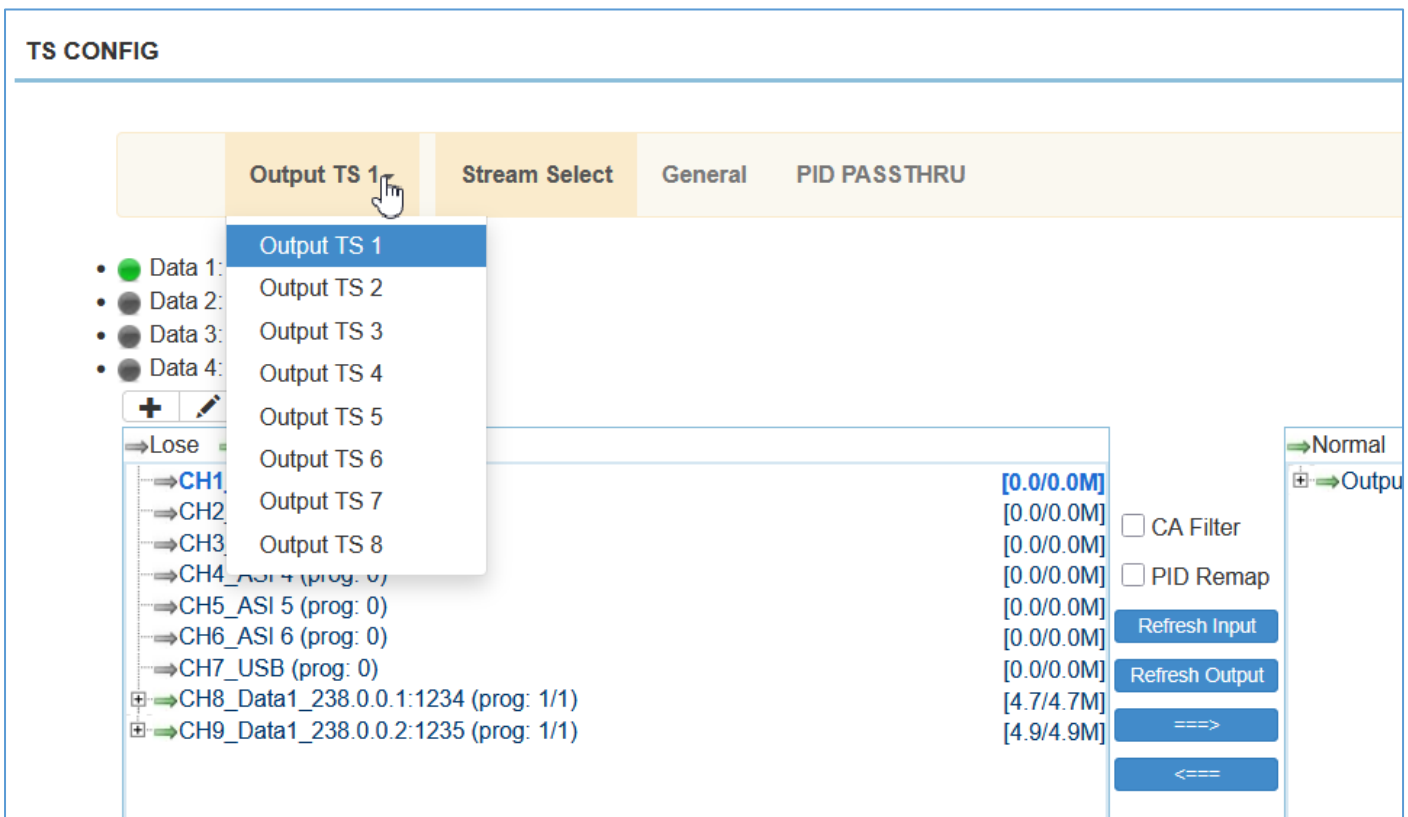 TS CONFIG
Output TS 1 Stream Select General PID PASSTHRU
Output TS 1
Output TS 2
Output TS 3
Output TS 4
Output TS 5
Output TS 6
Output TS 7
Output TS 8
Data 1:
Data 2:
Data 3:
Data 4:
Lose
CH1_ [0.0/0.0M]
CH2_ [0.0/0.0M]
CH3_ [0.0/0.0M]
CH4_ASI 4 (prog: 0) [0.0/0.0M]
CH5_ASI 5 (prog: 0) [0.0/0.0M]
CH6_ASI 6 (prog: 0) [0.0/0.0M]
CH7_USB (prog: 0) [0.0/0.0M]
CH8_Data1_238.0.0.1:1234 (prog: 1/1) [4.7/4.7M]
CH9_Data1_238.0.0.2:1235 (prog: 1/1) [4.9/4.9M]
CA Filter
PID Remap
Refresh Input
Refresh Output
===>
<===
Normal
Outpu